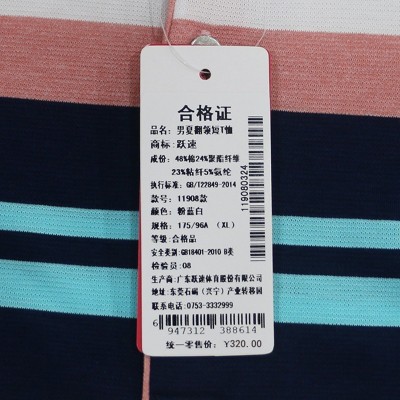 合格证
品名：男夏翻领短T恤
商标：跃速
成份：48%棉24%聚酯纤维
23%粘纤5%氨纶
执行标准：GB/T22849-2014
款号：11908款
颜色：粉蓝白
规格：175/96A （XL）
等级：合格品
安全类别：GB18401-2010 B类
检验员：08
生产商：广东跃速体育股份有限公司
地址：东莞石碣（兴宁）产业转移园
联系电话：0753-3332999
6 947312 388614
统一零售价： ¥320.00
119080324